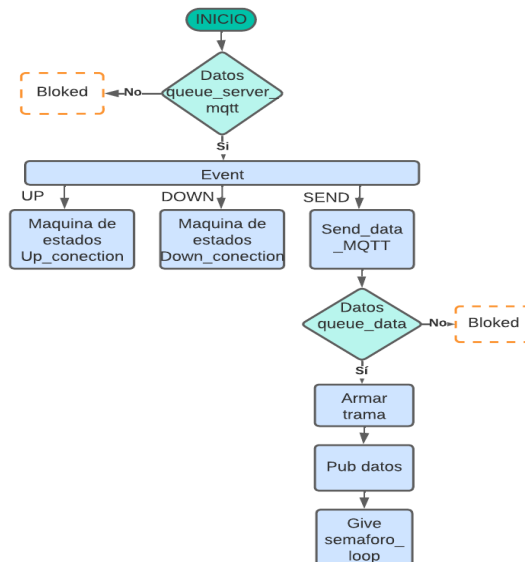 INICIO
Datos
queue_server_
mqtt
No
Bloked
Si
Event
UP
DOWN
SEND
Maquina de
estados
Up_conection
Maquina de
estados
Down_conection
Send_data
_MQTT
Datos
queue_data
No
Bloked
Sí
Armar
trama
Pub datos
Give
semaforo_
loop